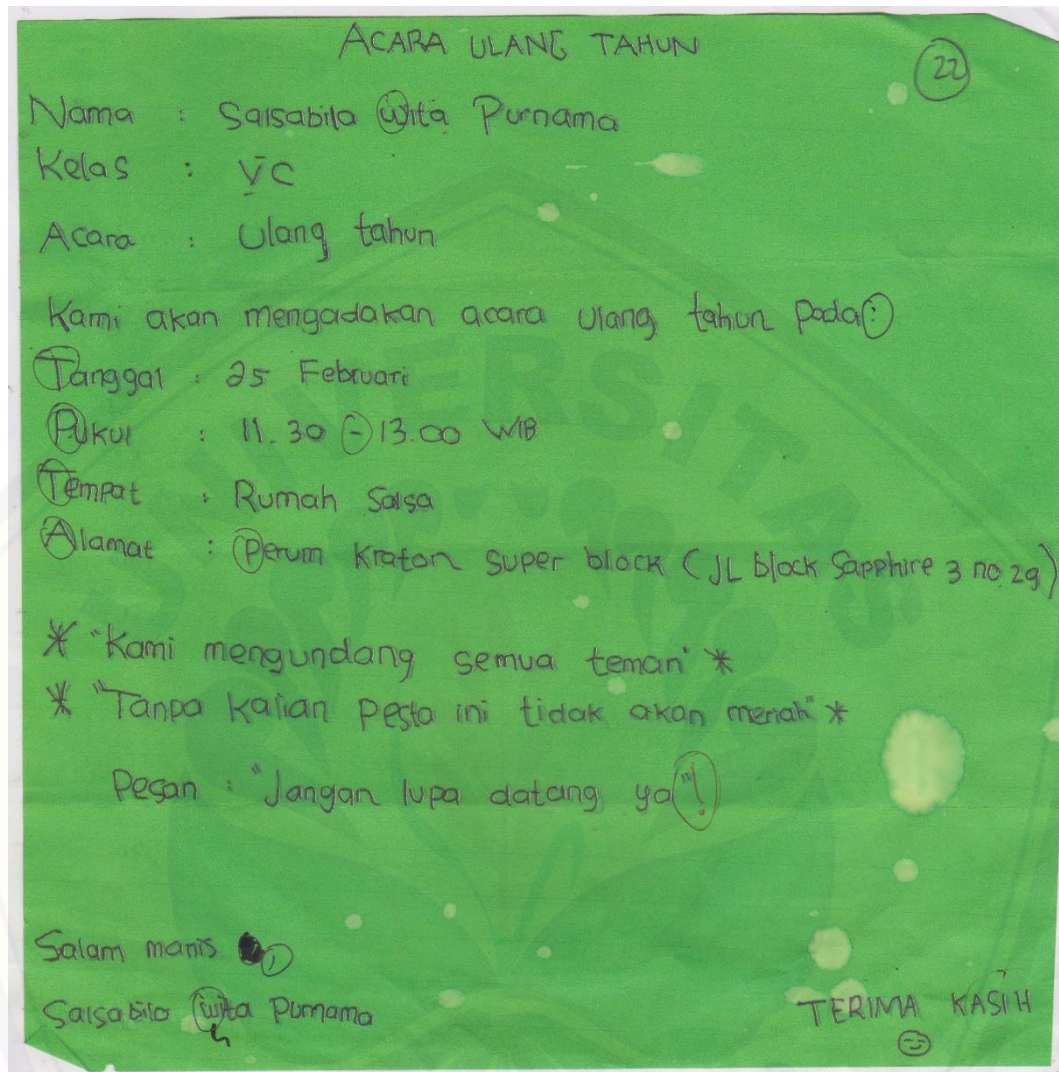 ACARA ULANG TAHUN
22
Nama : Salsabila Wita Purnama
Kelas : VC
Acara : Ulang tahun
Kami akan mengadakan acara ulang tahun pada :
Tanggal : 25 Februari
Pukul : 11.30 - 13.00 WIB
Tempat : Rumah Salsa
Alamat : Perum Kraton super block (JL block Sapphire 3 no 29)
* "Kami mengundang semua teman" *
* "Tanpa kalian pesta ini tidak akan meriah" *
Pesan : "Jangan lupa datang ya"!
Salam manis ,
Salsabila Wita Purnama
TERIMA KASIH
UNIVERSITAS